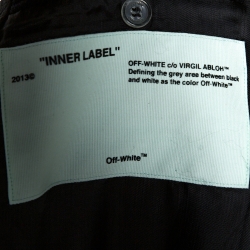 "INNER LABEL"
2013©
OFF-WHITE c/o VIRGIL ABLOH™
Defining the grey area between black
and white as the color Off-White™
Off-White™